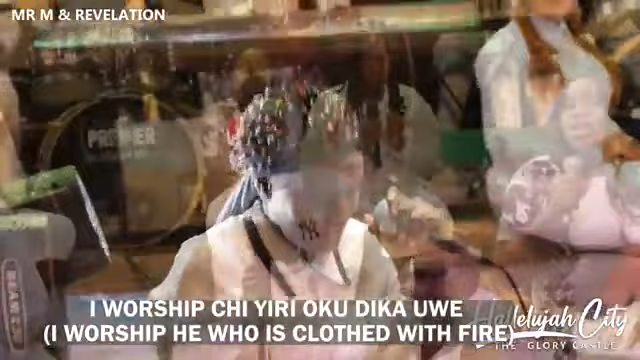 MR M & REVELATION
PREMIER
I WORSHIP CHI YIRI OKU DIKA UWE
(I WORSHIP HE WHO IS CLOTHED WITH FIRE)
Hallelujah City
THE GLORY CASTLE